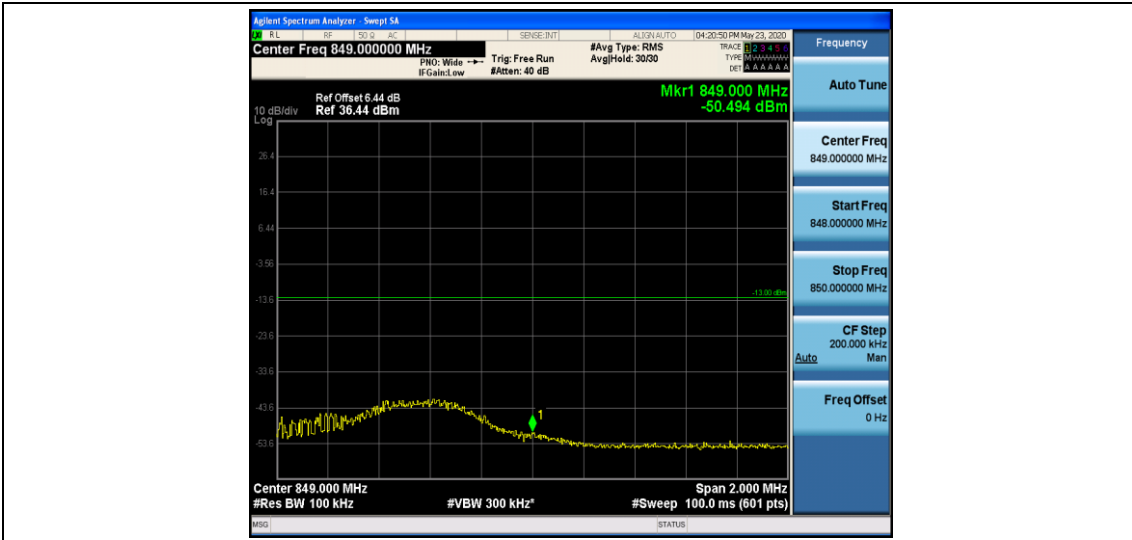 Agilent Spectrum Analyzer - Swept SA
LXI RL RF 50 Ω AC SENSE:INT ALIGN AUTO 04:20:50 PM May 23, 2020
Center Freq 849.000000 MHz
PNO: Wide
IFGain:Low
Trig: Free Run
#Atten: 40 dB
#Avg Type: RMS
Avg|Hold: 30/30
TRACE 1 2 3 4 5 6
TYPE M W W W W W
DET A A A A A A
Frequency
Mkr1 849.000 MHz
-50.494 dBm
Ref Offset 6.44 dB
10 dB/div Ref 36.44 dBm
Log
26.4
16.4
6.44
-3.56
-13.6
-23.6
-33.6
-43.6
-53.6
-13.00 dBm
1
Center 849.000 MHz Span 2.000 MHz
#Res BW 100 kHz #VBW 300 kHz* #Sweep 100.0 ms (601 pts)
MSG STATUS
Auto Tune
Center Freq
849.000000 MHz
Start Freq
848.000000 MHz
Stop Freq
850.000000 MHz
CF Step
200.000 kHz
Auto Man
Freq Offset
0 Hz